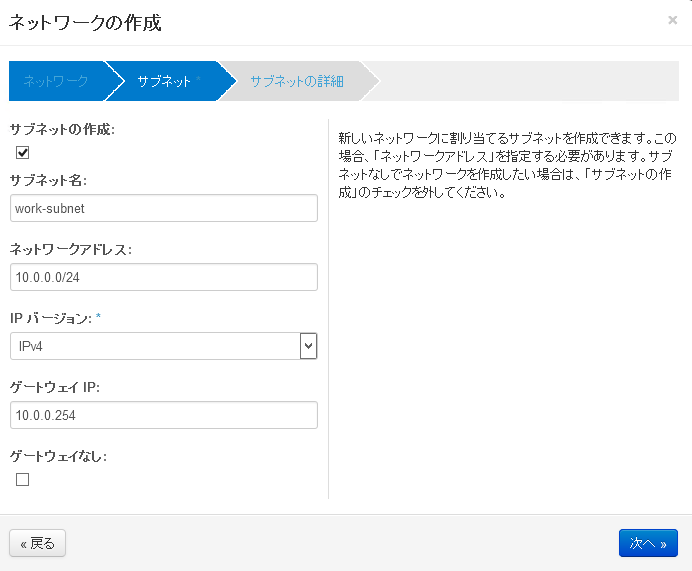 ネットワークの作成
×
ネットワーク
サブネット *
サブネットの詳細
サブネットの作成:
サブネット名:
work-subnet
ネットワークアドレス:
10.0.0.0/24
IP バージョン: *
IPv4
ゲートウェイ IP:
10.0.0.254
ゲートウェイなし:
新しいネットワークに割り当てるサブネットを作成できます。この
場合、「ネットワークアドレス」を指定する必要があります。サブ
ネットなしでネットワークを作成したい場合は、「サブネットの作
成」のチェックを外してください。
« 戻る
次へ »